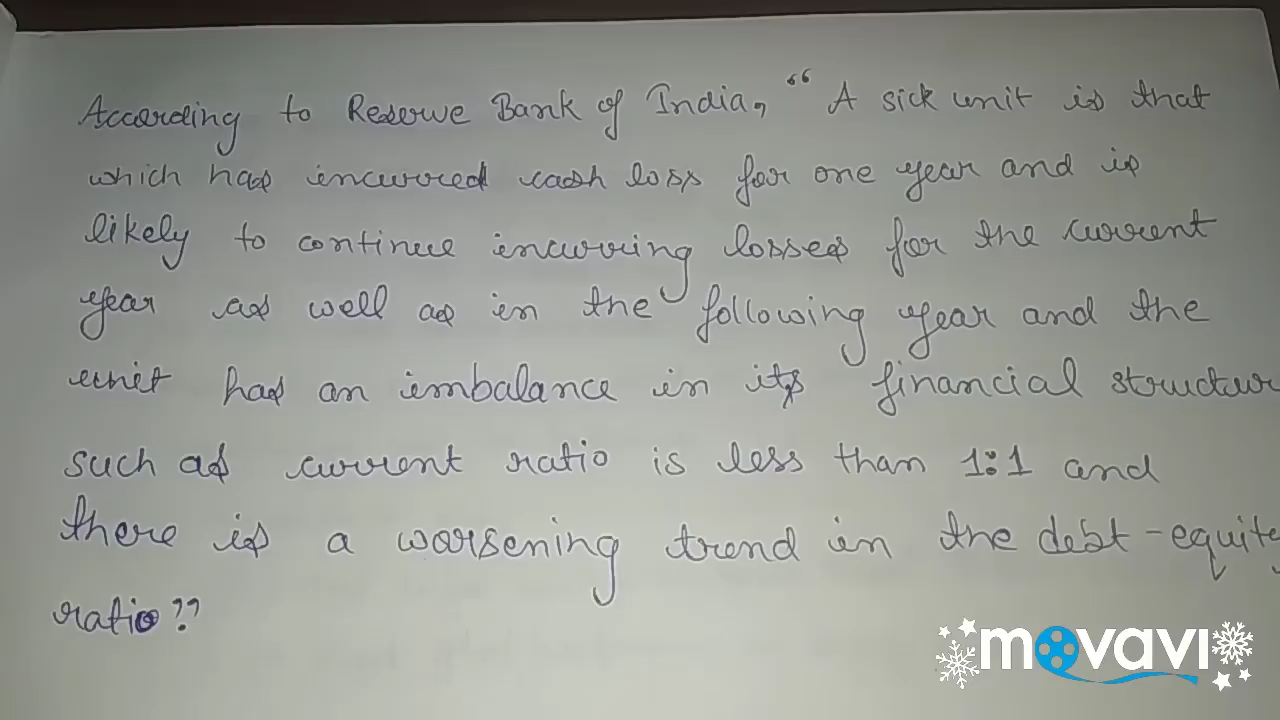 According to Reserve Bank of India, “ A sick unit is that
which has incurred cash loss for one year and is
likely to continue incurring losses for the current
year as well as in the following year and the
unit has an imbalance in its financial structur
such as current ratio is less than 1:1 and
there is a worsening trend in the debt-equity
ratio ”
movavi